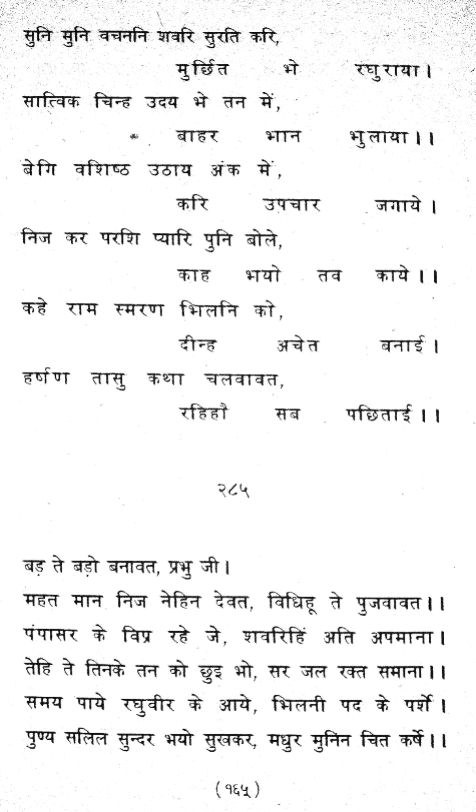 सुनि मुनि वचननि शवरि सुरति करि,
मुर्छित भे रघुराया।
सात्विक चिन्ह उदय भे तन में,
बाहर भान भुलाया।।
बेगि वशिष्ठ उठाय अंक में,
करि उपचार जगाये।
निज कर परशि प्यारि पुनि बोले,
काह भयो तव काये।।
कहे राम स्मरण भिलनि को,
दीन्ह अचेत बनाई।
हर्षण तासु कथा चलवावत,
रहिहौ सब पछिताई।।
२८५
बड़ ते बड़ो बनावत, प्रभु जी।
महत मान निज नेहिन देवत, विधिहू ते पुजवावत।।
पंपासर के विप्र रहे जे, शवरिहिं अति अपमाना।
तेहि ते तिनके तन को छुइ भो, सर जल रक्त समाना।।
समय पाये रघुवीर के आये, भिलनी पद के पर्शे।
पुण्य सलिल सुन्दर भयो सुखकर, मधुर मुनिन चित कर्षे।।
(१६५)